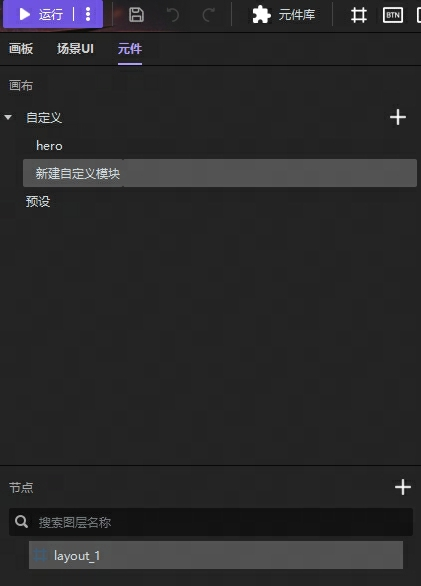 运行 元件库 BTN
画板 场景UI 元件
画布
自定义
hero
新建自定义模块
预设
节点
搜索图层名称
layout_1